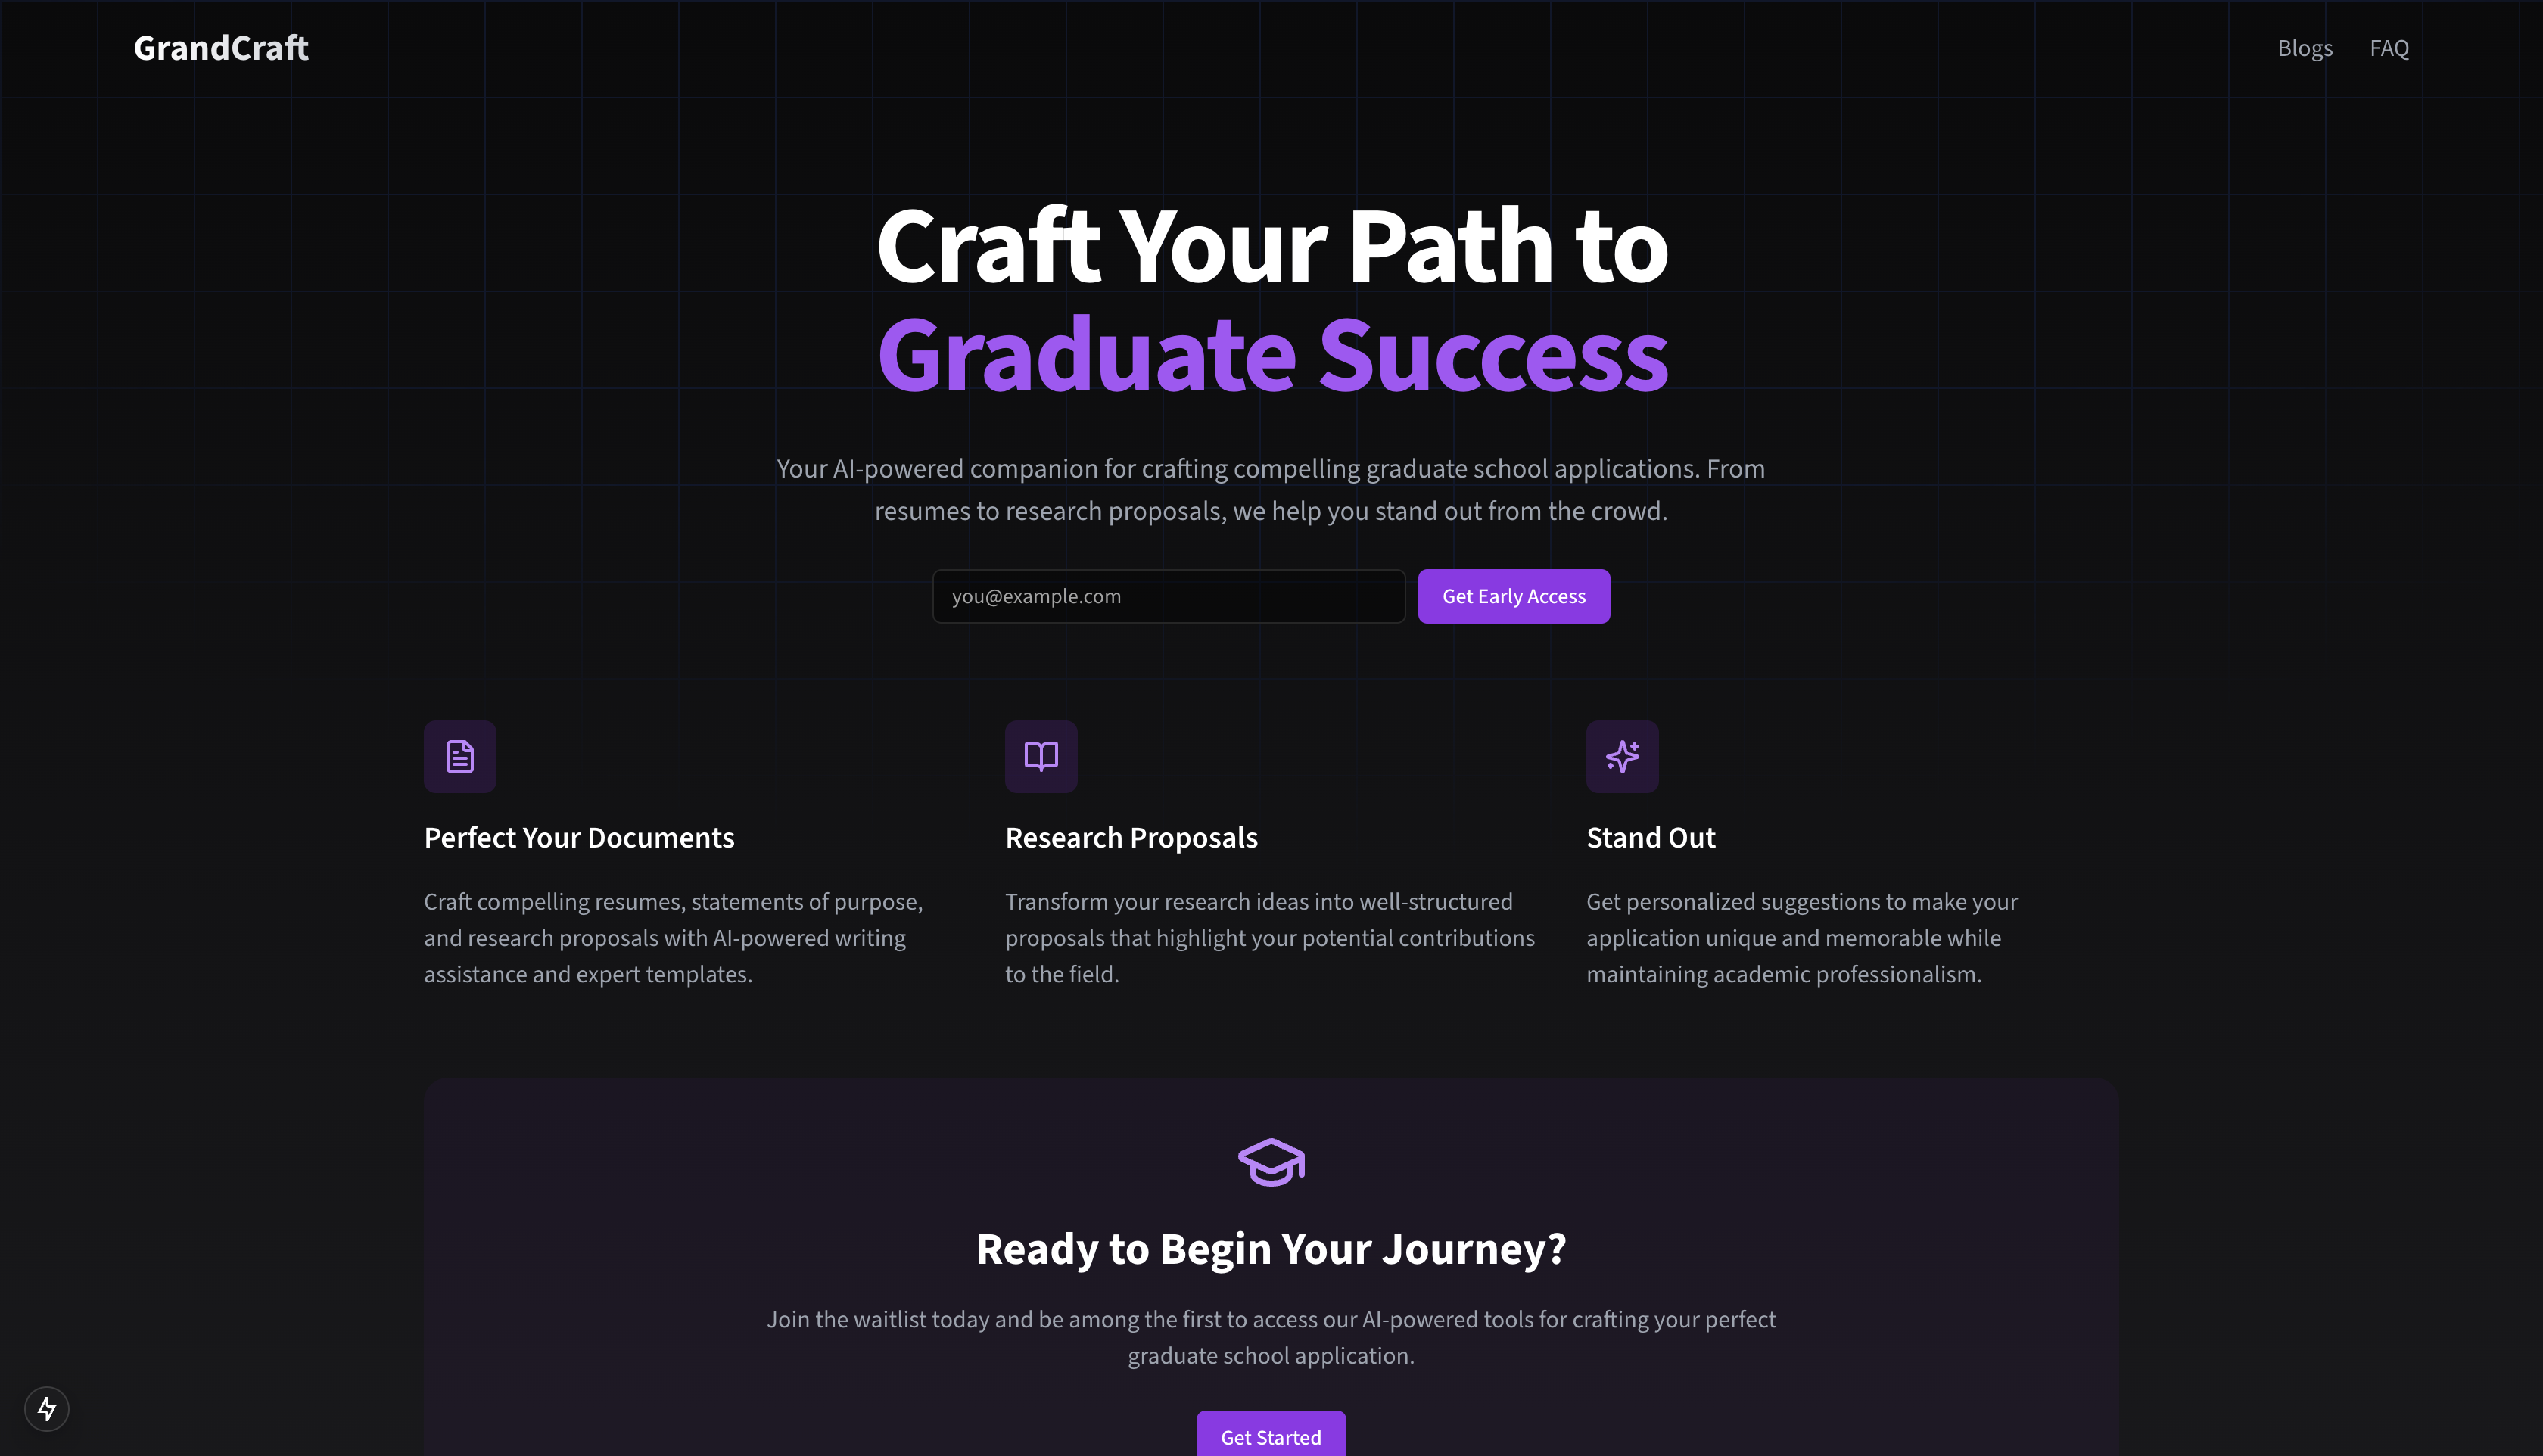 GrandCraft
Blogs
FAQ
Craft Your Path to
Graduate Success
Your AI-powered companion for crafting compelling graduate school applications. From
resumes to research proposals, we help you stand out from the crowd.
you@example.com
Get Early Access
Perfect Your Documents
Craft compelling resumes, statements of purpose,
and research proposals with AI-powered writing
assistance and expert templates.
Research Proposals
Transform your research ideas into well-structured
proposals that highlight your potential contributions
to the field.
Stand Out
Get personalized suggestions to make your
application unique and memorable while
maintaining academic professionalism.
Ready to Begin Your Journey?
Join the waitlist today and be among the first to access our AI-powered tools for crafting your perfect
graduate school application.
Get Started